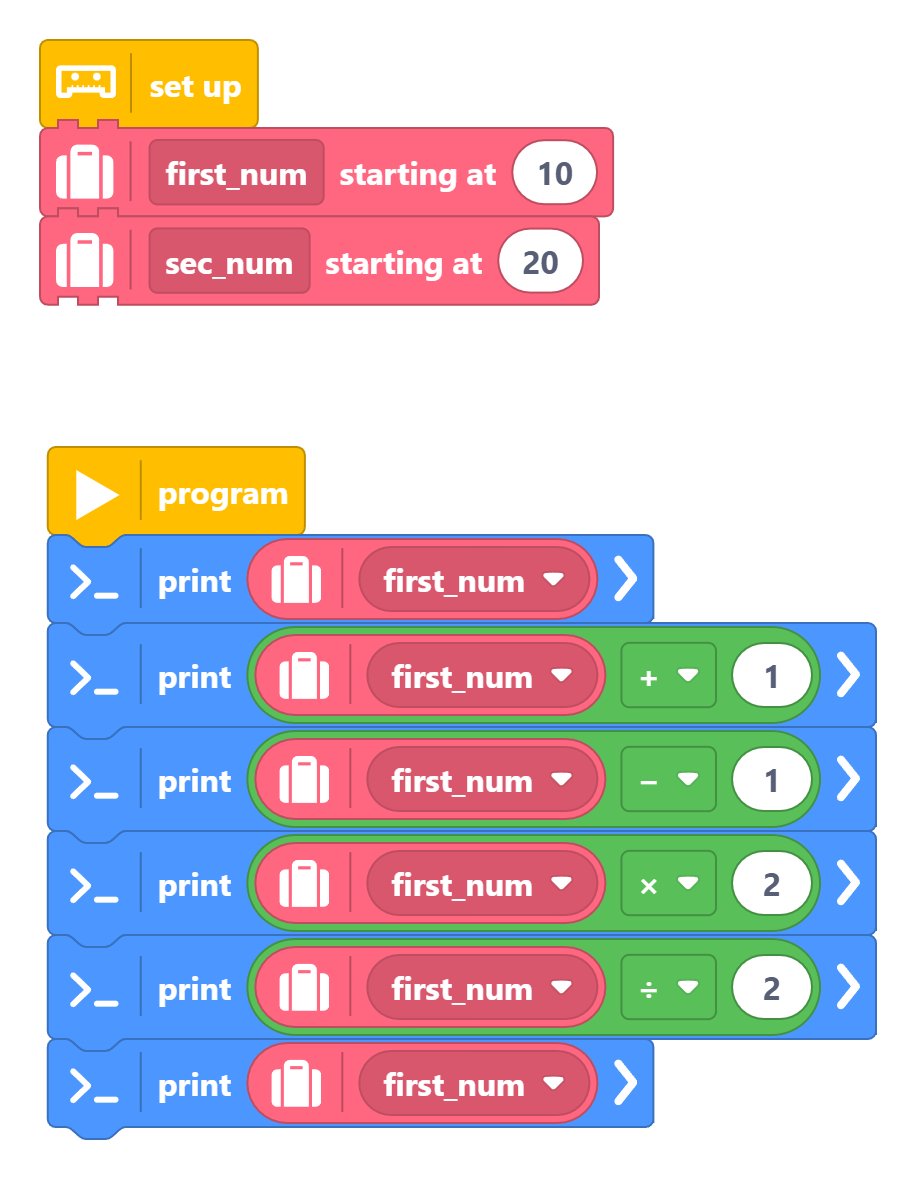 set up
first_num starting at 10
sec_num starting at 20
program
print first_num
print first_num + 1
print first_num − 1
print first_num × 2
print first_num ÷ 2
print first_num